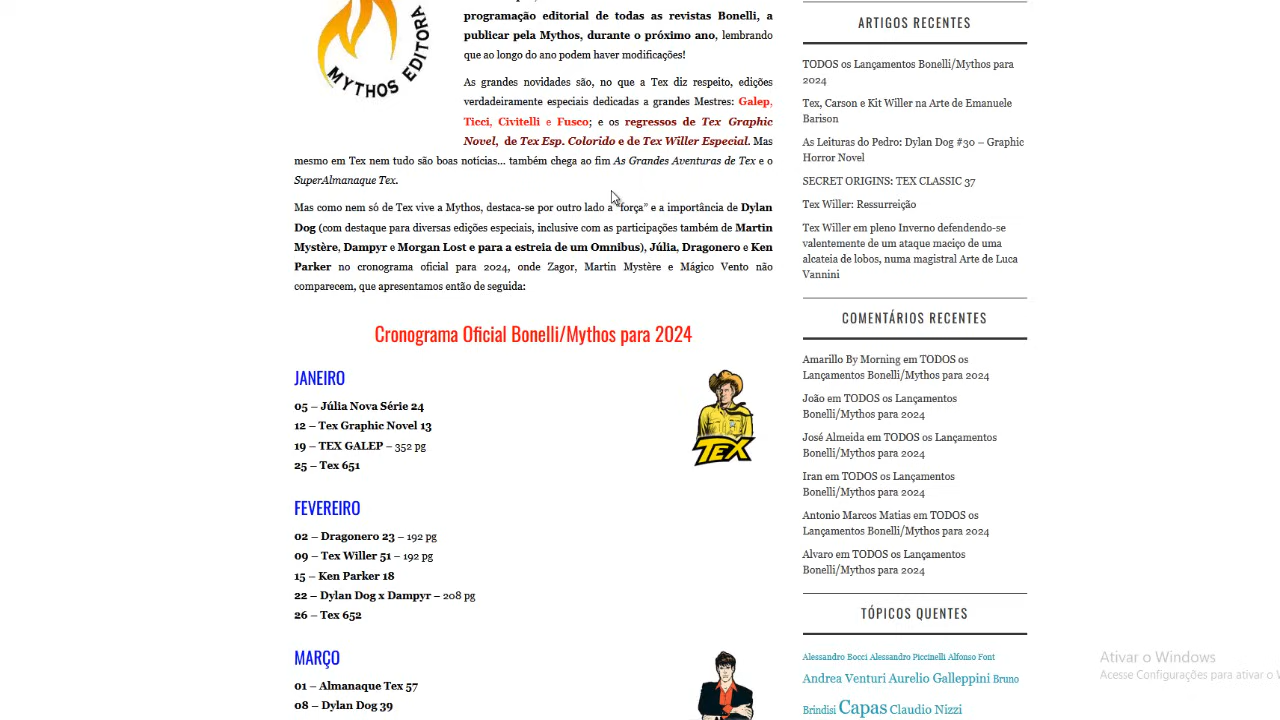 MYTHOS EDITORA
programação editorial de todas as revistas Bonelli, a
publicar pela Mythos, durante o próximo ano, lembrando
que ao longo do ano podem haver modificações!
As grandes novidades são, no que a Tex diz respeito, edições
verdadeiramente especiais dedicadas a grandes Mestres: Galep,
Ticci, Civitelli e Fusco; e os regressos de Tex Graphic
Novel, de Tex Esp. Colorido e de Tex Willer Especial. Mas
mesmo em Tex nem tudo são boas notícias… também chega ao fim As Grandes Aventuras de Tex e o
SuperAlmanaque Tex.
Mas como nem só de Tex vive a Mythos, destaca-se por outro lado a “força” e a importância de Dylan
Dog (com destaque para diversas edições especiais, inclusive com as participações também de Martin
Mystère, Dampyr e Morgan Lost e para a estreia de um Omnibus), Júlia, Dragonero e Ken
Parker no cronograma oficial para 2024, onde Zagor, Martin Mystère e Mágico Vento não
comparecem, que apresentamos então de seguida:
Cronograma Oficial Bonelli/Mythos para 2024
JANEIRO
05 – Júlia Nova Série 24
12 – Tex Graphic Novel 13
19 – TEX GALEP – 352 pg
25 – Tex 651
TEX
FEVEREIRO
02 – Dragonero 23 – 192 pg
09 – Tex Willer 51 – 192 pg
15 – Ken Parker 18
22 – Dylan Dog x Dampyr – 208 pg
26 – Tex 652
MARÇO
01 – Almanaque Tex 57
08 – Dylan Dog 39
ARTIGOS RECENTES
TODOS os Lançamentos Bonelli/Mythos para
2024
Tex, Carson e Kit Willer na Arte de Emanuele
Barison
As Leituras do Pedro: Dylan Dog #30 – Graphic
Horror Novel
SECRET ORIGINS: TEX CLASSIC 37
Tex Willer: Ressurreição
Tex Willer em pleno Inverno defendendo-se
valentemente de um ataque maciço de uma
alcateia de lobos, numa magistral Arte de Luca
Vannini
COMENTÁRIOS RECENTES
Amarillo By Morning em TODOS os
Lançamentos Bonelli/Mythos para 2024
João em TODOS os Lançamentos
Bonelli/Mythos para 2024
José Almeida em TODOS os Lançamentos
Bonelli/Mythos para 2024
Iran em TODOS os Lançamentos
Bonelli/Mythos para 2024
Antonio Marcos Matias em TODOS os
Lançamentos Bonelli/Mythos para 2024
Alvaro em TODOS os Lançamentos
Bonelli/Mythos para 2024
TÓPICOS QUENTES
Alessandro Bocci Alessandro Piccinelli Alfonso Font
Andrea Venturi Aurelio Galleppini Bruno
Brindisi Capas Claudio Nizzi
Ativar o Windows
Acesse Configurações para ativar o W